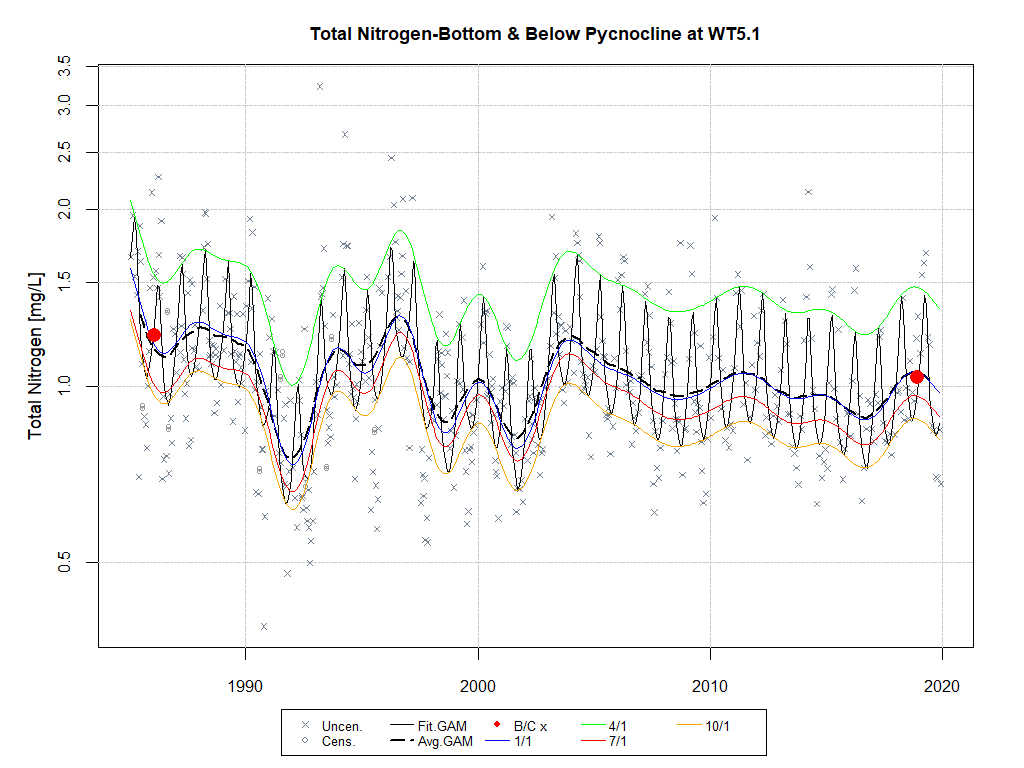 Total Nitrogen-Bottom & Below Pycnocline at WT5.1
Total Nitrogen [mg/L]
3.5
3.0
2.5
2.0
1.5
1.0
0.5
1990 2000 2010 2020
Uncen. Fit.GAM B/C x 4/1 10/1
Cens. Avg.GAM 1/1 7/1